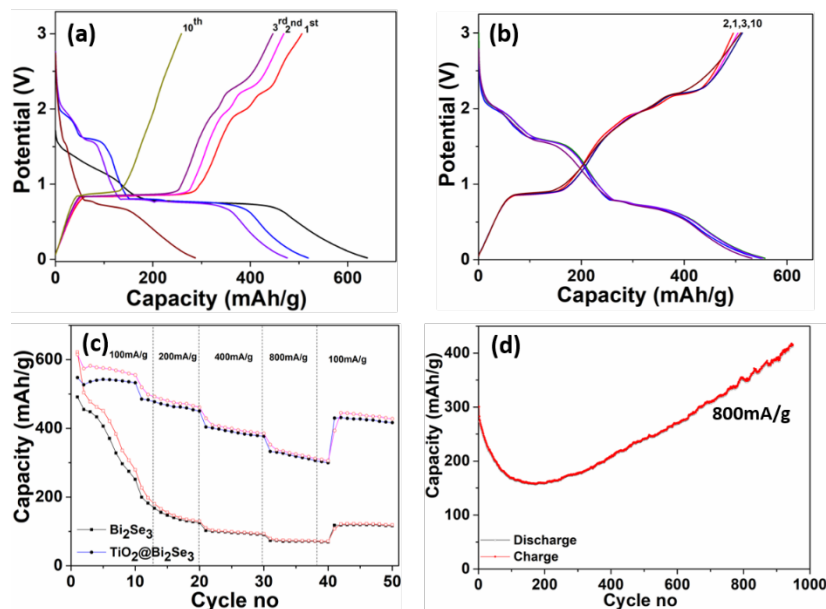 (a)
10th
3rd 2nd 1st
3
2
1
0
Potential (V)
0
200
400
600
Capacity (mAh/g)
(b)
2,1,3,10
3
2
1
0
Potential (V)
0
200
400
600
Capacity (mAh/g)
(c)
100mA/g
200mA/g
400mA/g
800mA/g
100mA/g
600
400
200
0
Capacity (mAh/g)
Bi2Se3
TiO2@Bi2Se3
0
10
20
30
40
50
Cycle no
(d)
800mA/g
400
300
200
100
0
Capacity (mAh/g)
Discharge
Charge
0
200
400
600
800
1000
Cycle no